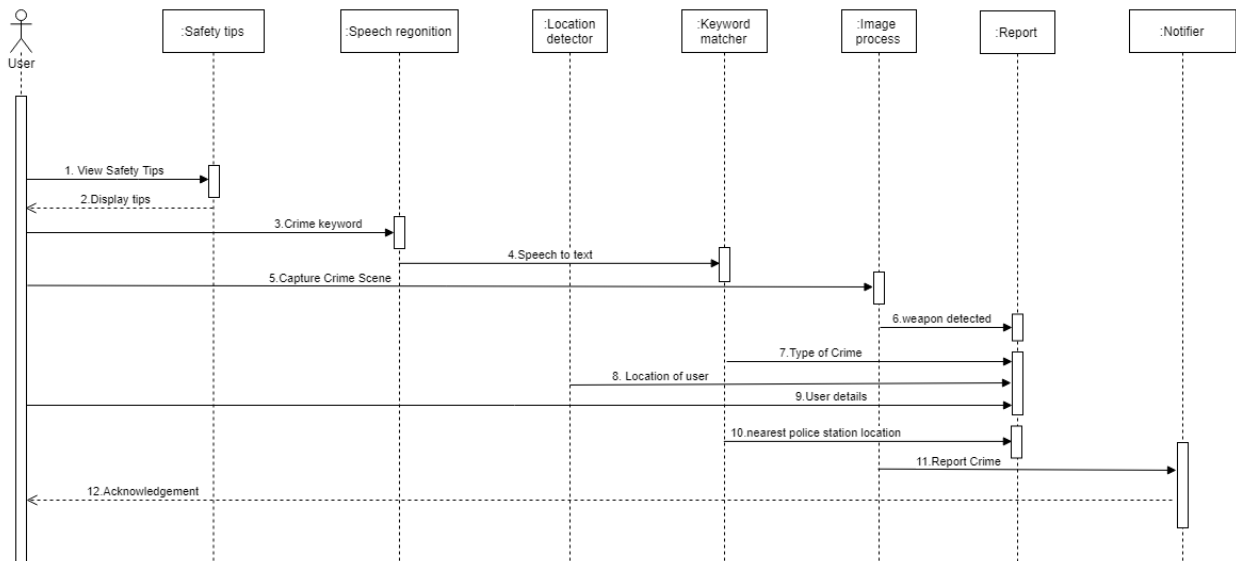 :Safety tips
:Speech regonition
:Location
detector
:Keyword
matcher
:Image
process
:Report
:Notifier
User
1. View Safety Tips
2.Display tips
3.Crime keyword
4.Speech to text
5.Capture Crime Scene
6.weapon detected
7.Type of Crime
8. Location of user
9.User details
10.nearest police station location
11.Report Crime
12.Acknowledgement